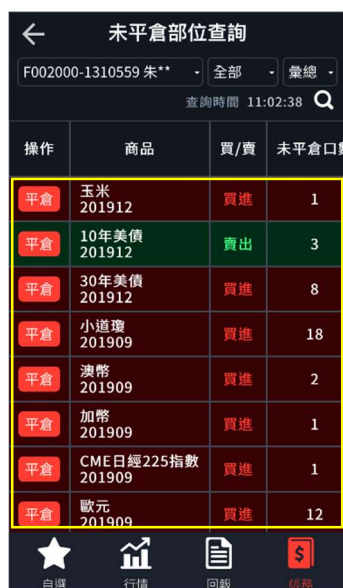 未平倉部位查詢
F002000-1310559 朱** 全部 彙總
查詢時間 11:02:38
操作 商品 買/賣 未平倉口數
平倉 玉米 201912 買進 1
平倉 10年美債 201912 賣出 3
平倉 30年美債 201912 買進 8
平倉 小道瓊 201909 買進 18
平倉 澳幣 201909 買進 2
平倉 加幣 201909 買進 1
平倉 CME日經225指數 201909 買進 1
平倉 歐元 201909 買進 12
自選 行情 回報 帳務